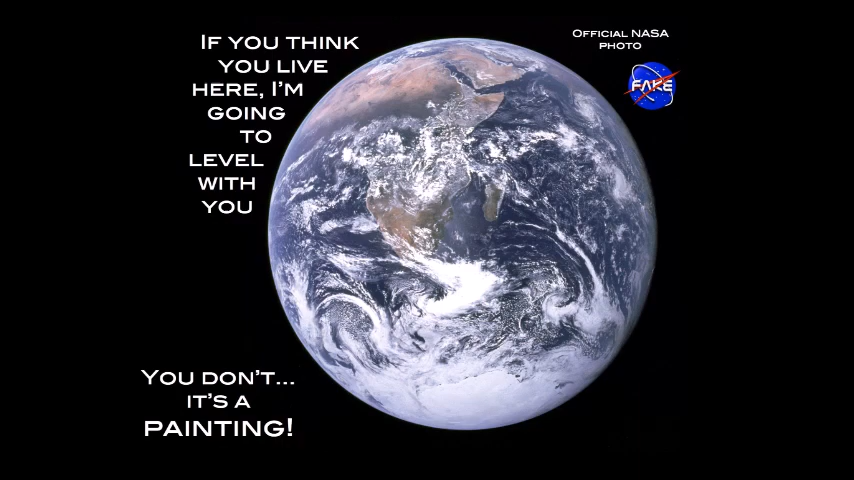 If you think
you live
here, I'm
going
to
level
with
you
Official NASA
photo
FAKE
You don't...
it's a
painting!